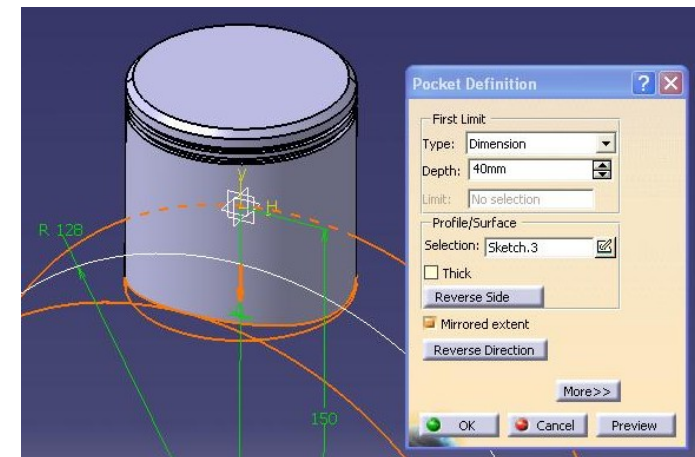 Pocket Definition
First Limit
Type: Dimension
Depth: 40mm
Limit: No selection
Profile/Surface
Selection: Sketch.3
Thick
Reverse Side
Mirrored extent
Reverse Direction
More>>
OK Cancel Preview
y
H
R 128
150